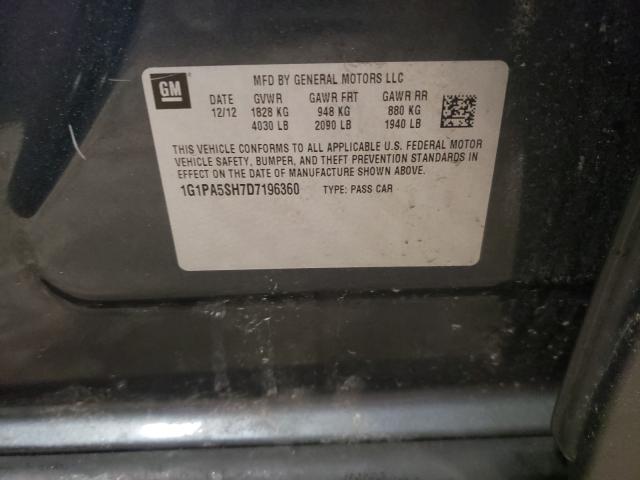 GM
MFD BY GENERAL MOTORS LLC
DATE GVWR GAWR FRT GAWR RR
12/12 1828 KG 948 KG 880 KG
4030 LB 2090 LB 1940 LB
THIS VEHICLE CONFORMS TO ALL APPLICABLE U.S. FEDERAL MOTOR
VEHICLE SAFETY, BUMPER, AND THEFT PREVENTION STANDARDS IN
EFFECT ON THE DATE OF MANUFACTURE SHOWN ABOVE.
1G1PA5SH7D7196360 TYPE: PASS CAR